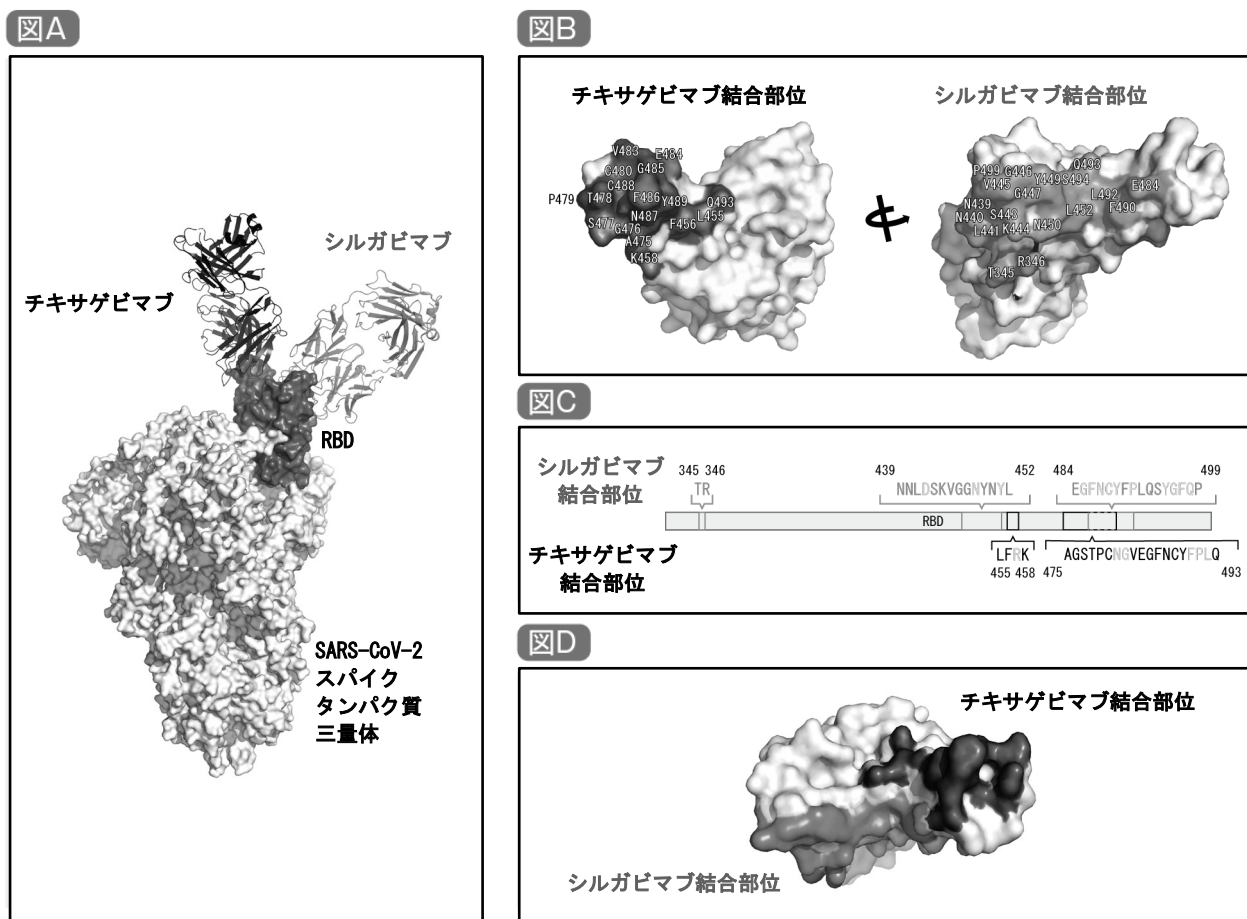 図A
チキサゲビマブ
シルガビマブ
RBD
SARS-CoV-2
スパイク
タンパク質
三量体
図B
チキサゲビマブ結合部位
シルガビマブ結合部位
V483
E484
C480
G485
C488
P479
T478
F486
Y489
Q493
N487
L455
S477
F456
G476
A475
K458
Q493
P499
G446
Y449
S494
V445
E484
G447
L492
N439
L452
F490
N440
S443
N450
L441
K444
R346
T345
図C
シルガビマブ
結合部位
345 346
TR
439 452
NNLDSKVGGNYNYL
484 499
EGFNCYFPLQSYGFQP
RBD
チキサゲビマブ
結合部位
LFRK
455 458
AGSTPCNGVEGFNCYFPLQ
475 493
図D
チキサゲビマブ結合部位
シルガビマブ結合部位